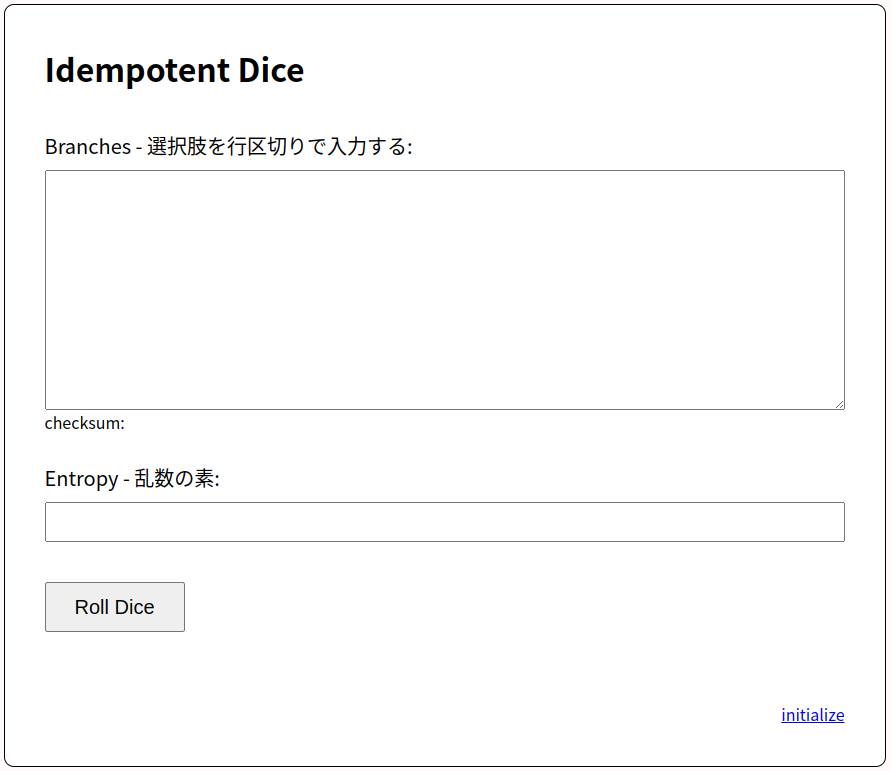 Idempotent Dice
Branches - 選択肢を行区切りで入力する:
checksum:
Entropy - 乱数の素:
Roll Dice
initialize